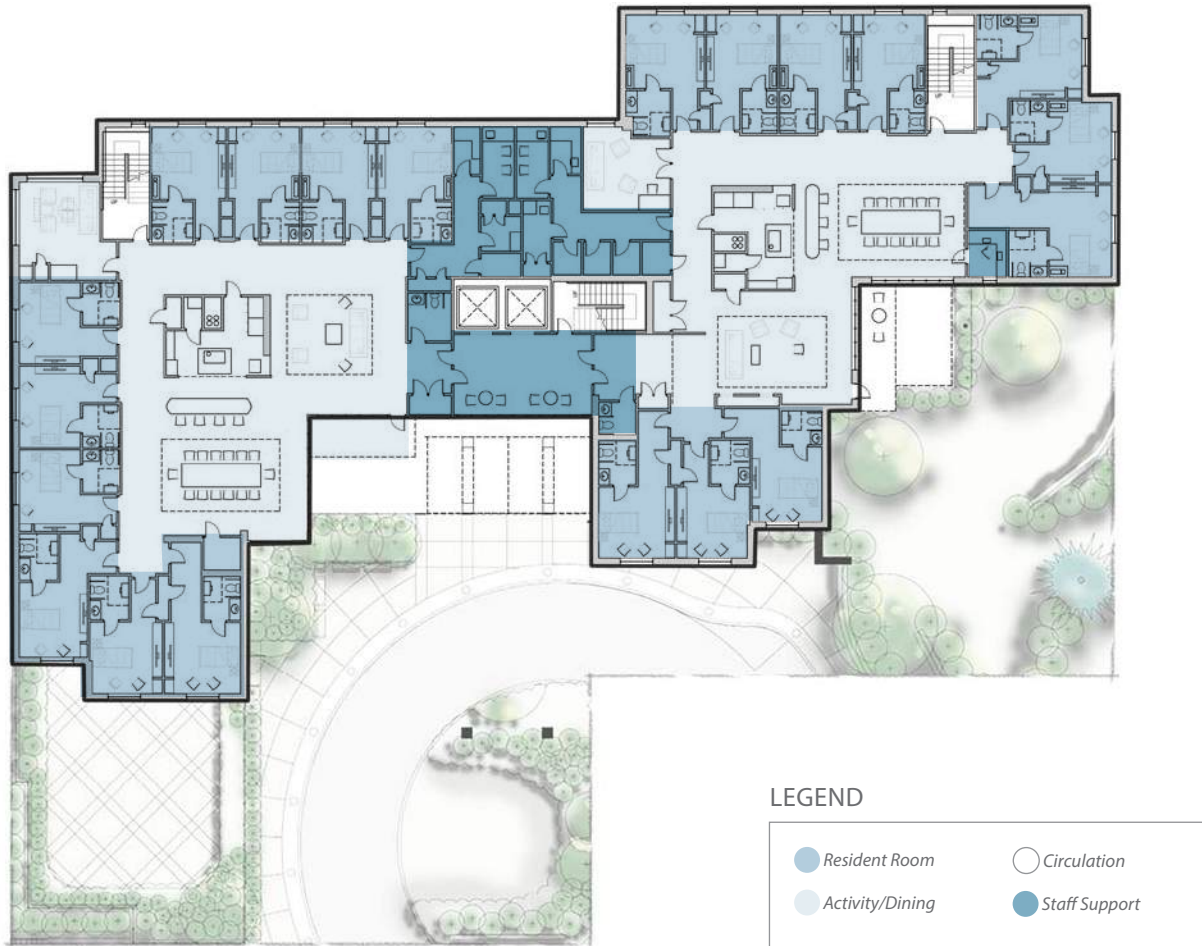 LEGEND
Resident Room
Circulation
Activity/Dining
Staff Support